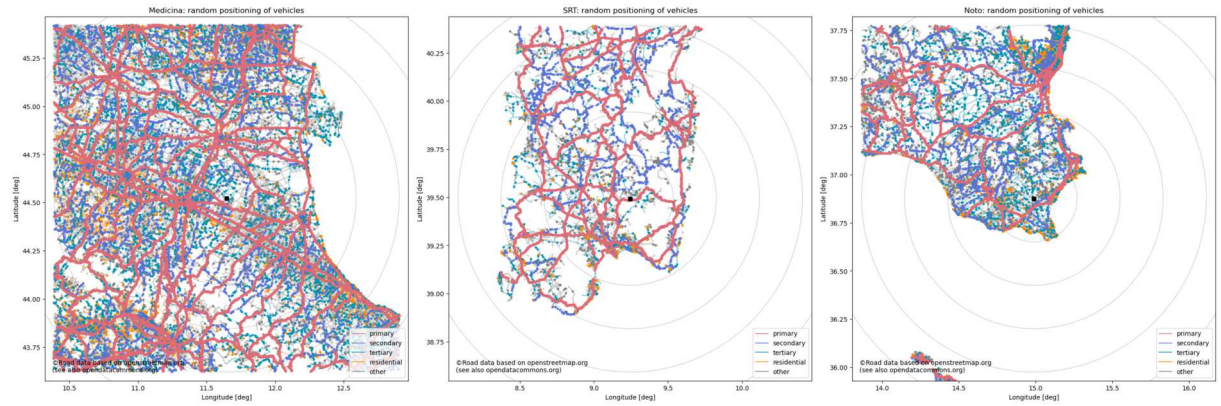 Medicina: random positioning of vehicles
Latitude [deg]
45.25
45.00
44.75
44.50
44.25
44.00
43.75
©Road data based on openstreetmap.org
(see also opendatacommons.org)
primary
secondary
tertiary
residential
other
10.5
11.0
11.5
12.0
12.5
Longitude [deg]
SRT: random positioning of vehicles
Latitude [deg]
40.25
40.00
39.75
39.50
39.25
39.00
38.75
©Road data based on openstreetmap.org
(see also opendatacommons.org)
primary
secondary
tertiary
residential
other
8.5
9.0
9.5
10.0
Longitude [deg]
Noto: random positioning of vehicles
Latitude [deg]
37.75
37.50
37.25
37.00
36.75
36.50
36.25
36.00
©Road data based on openstreetmap.org
(see also opendatacommons.org)
primary
secondary
tertiary
residential
other
14.0
14.5
15.0
15.5
16.0
Longitude [deg]